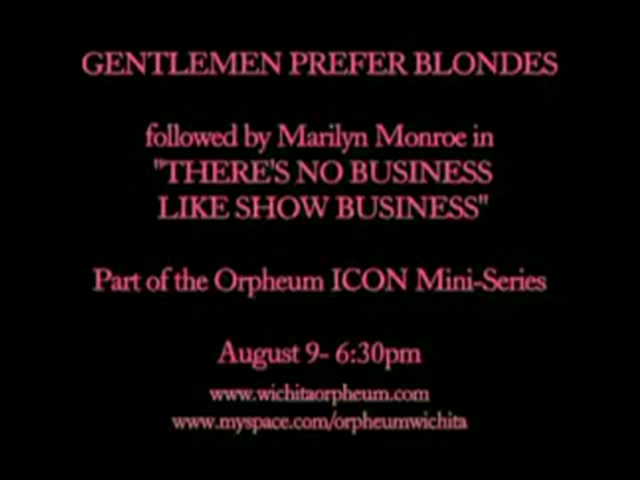 GENTLEMEN PREFER BLONDES
followed by Marilyn Monroe in
"THERE'S NO BUSINESS
LIKE SHOW BUSINESS"
Part of the Orpheum ICON Mini-Series
August 9- 6:30pm
www.wichitaorpheum.com
www.myspace.com/orpheumwichita